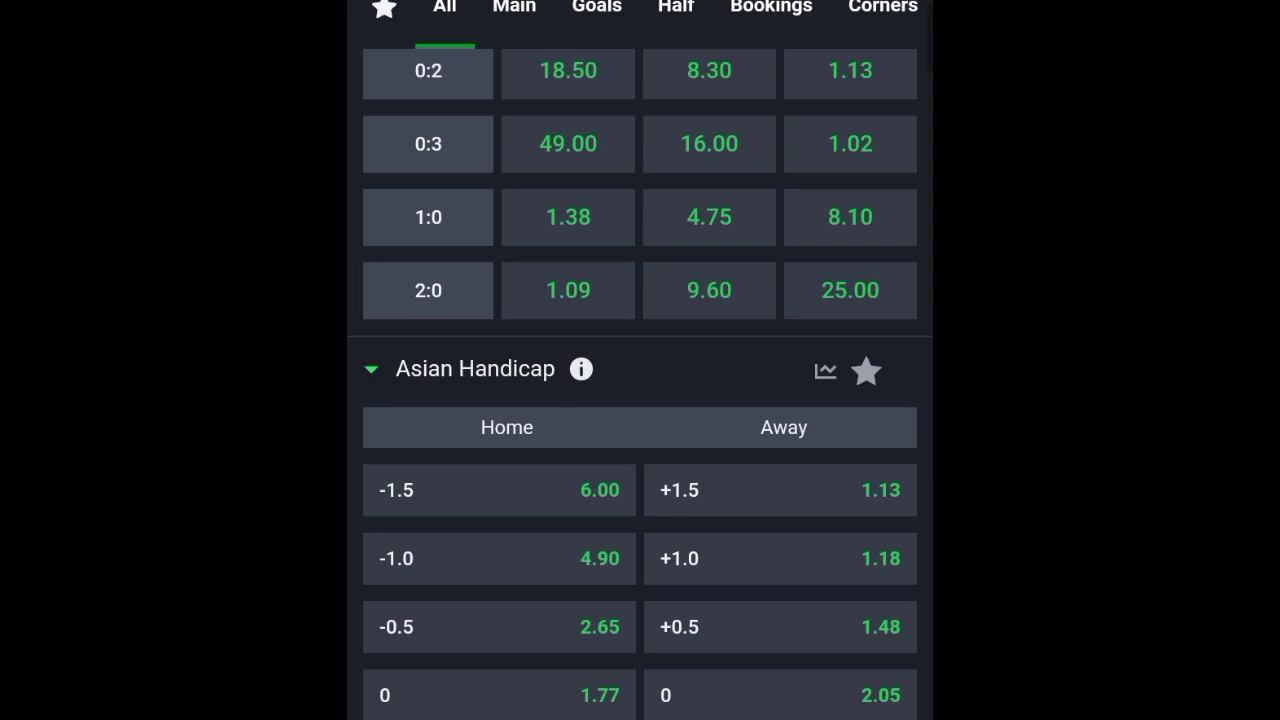 All Main Goals Half Bookings Corners
0:2 18.50 8.30 1.13
0:3 49.00 16.00 1.02
1:0 1.38 4.75 8.10
2:0 1.09 9.60 25.00
Asian Handicap i
Home Away
-1.5 6.00 +1.5 1.13
-1.0 4.90 +1.0 1.18
-0.5 2.65 +0.5 1.48
0 1.77 0 2.05